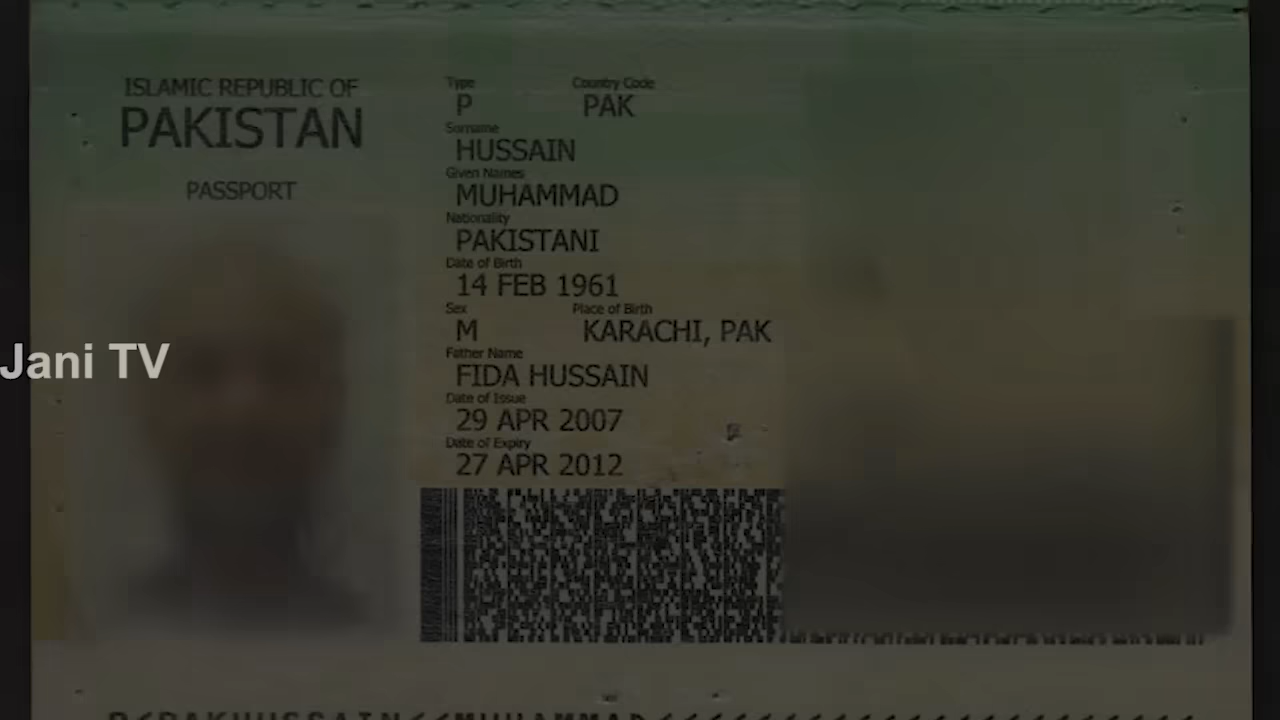 ISLAMIC REPUBLIC OF
PAKISTAN
PASSPORT
Type Country Code
P PAK
Surname
HUSSAIN
Given Names
MUHAMMAD
Nationality
PAKISTANI
Date of Birth
14 FEB 1961
Sex Place of Birth
M KARACHI, PAK
Father Name
FIDA HUSSAIN
Date of Issue
29 APR 2007
Date of Expiry
27 APR 2012
Jani TV
P<PAKHUSSAIN<<MUHAMMAD<<<<<<<<<<<<<<<<<<<<